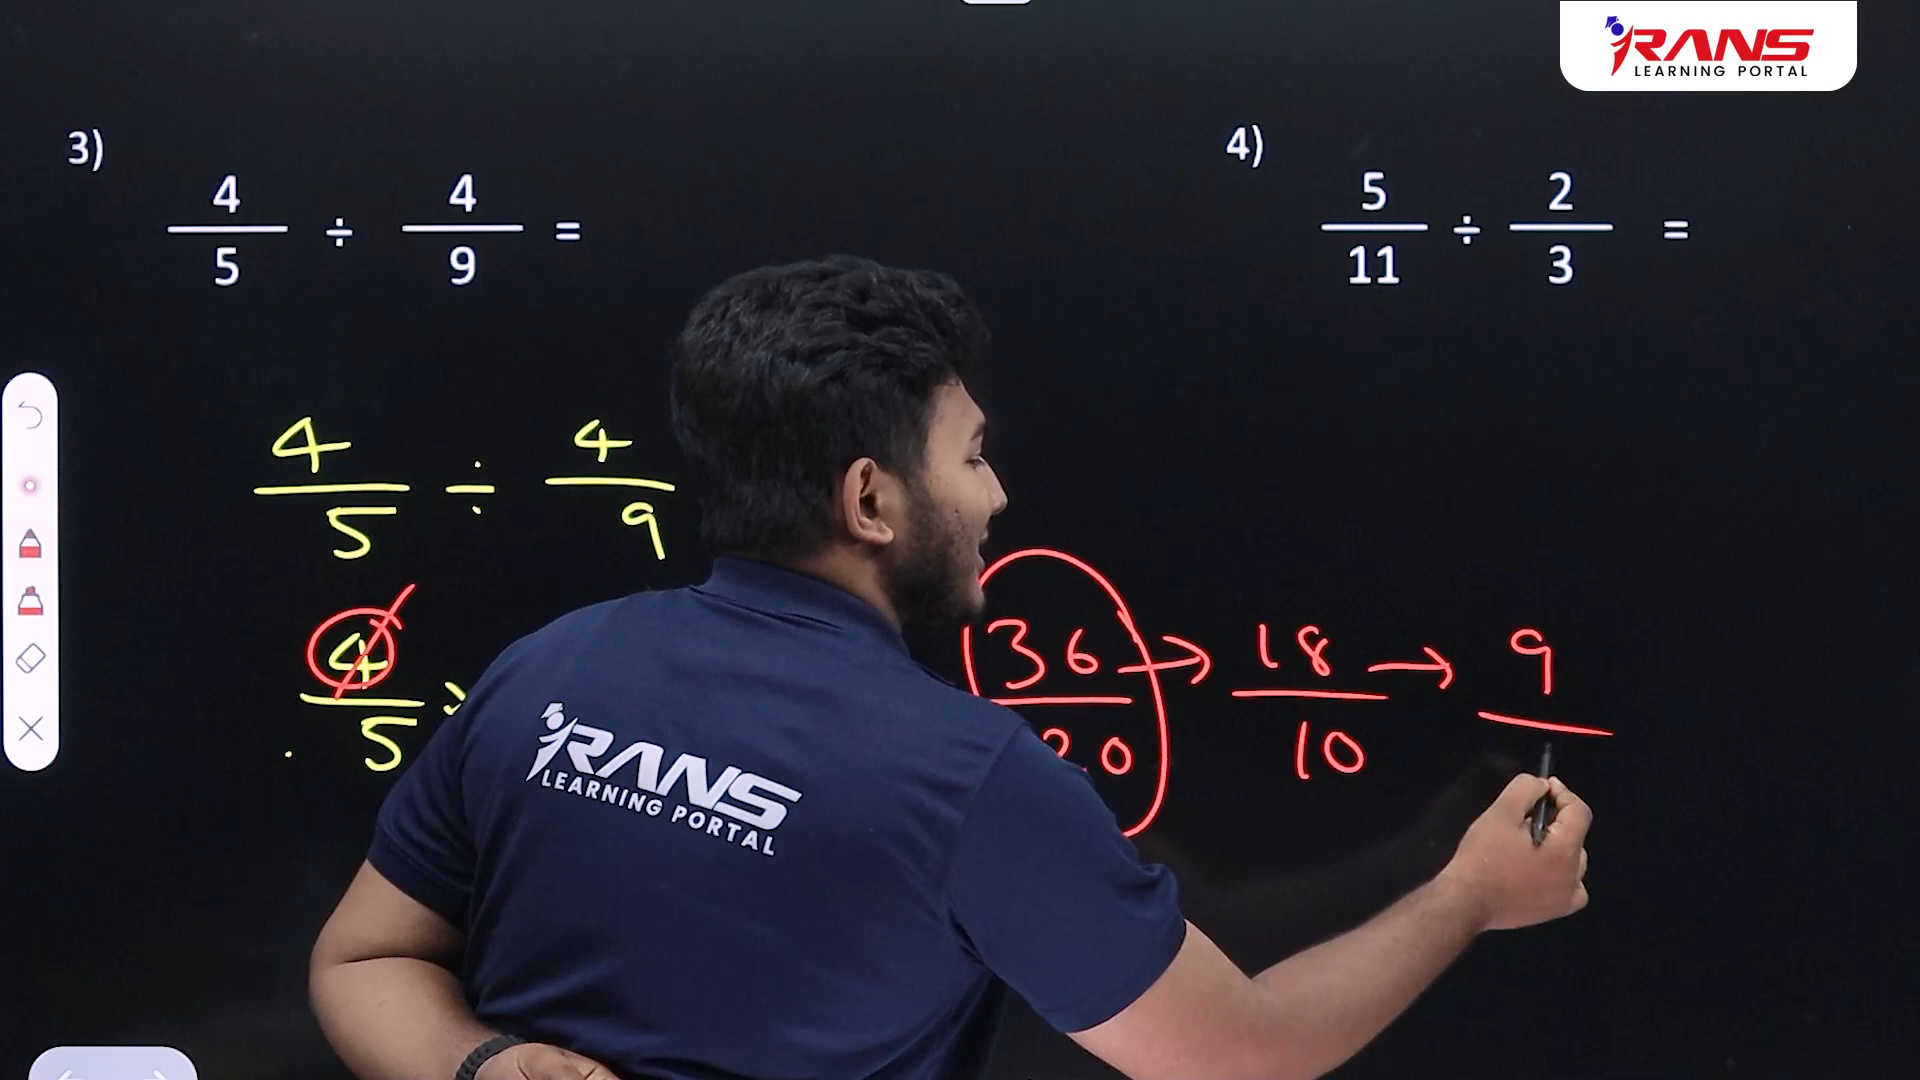 RANS
LEARNING PORTAL
3)
4 ÷ 4 =
5 9
4)
5 ÷ 2 =
11 3
4 ÷ 4
5 9
4
5
36 → 18 → 9
20 10
RANS
LEARNING PORTAL